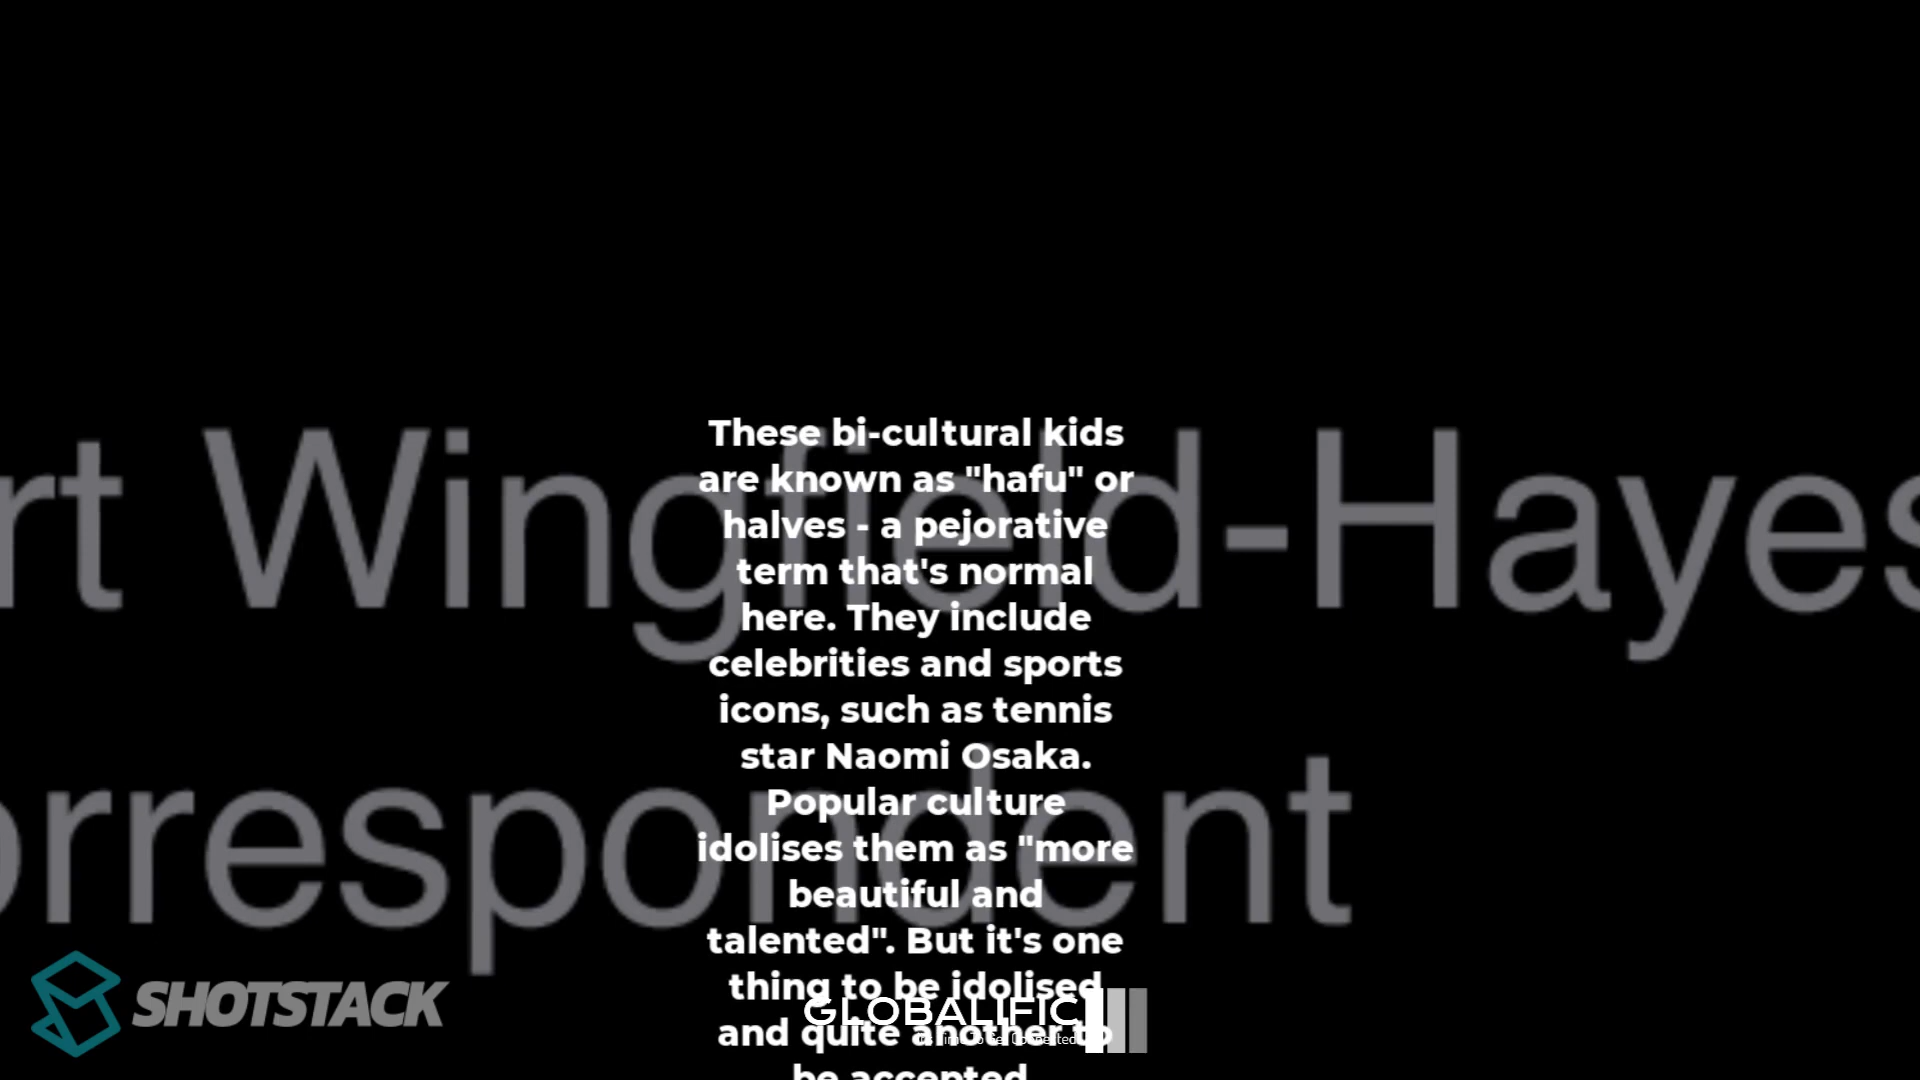 rt Wingfield-Hayes
orrespondent
These bi-cultural kids
are known as "hafu" or
halves - a pejorative
term that's normal
here. They include
celebrities and sports
icons, such as tennis
star Naomi Osaka.
Popular culture
idolises them as "more
beautiful and
talented". But it's one
thing to be idolised
and quite another to
be accepted
SHOTSTACK
GLOBALIFIC